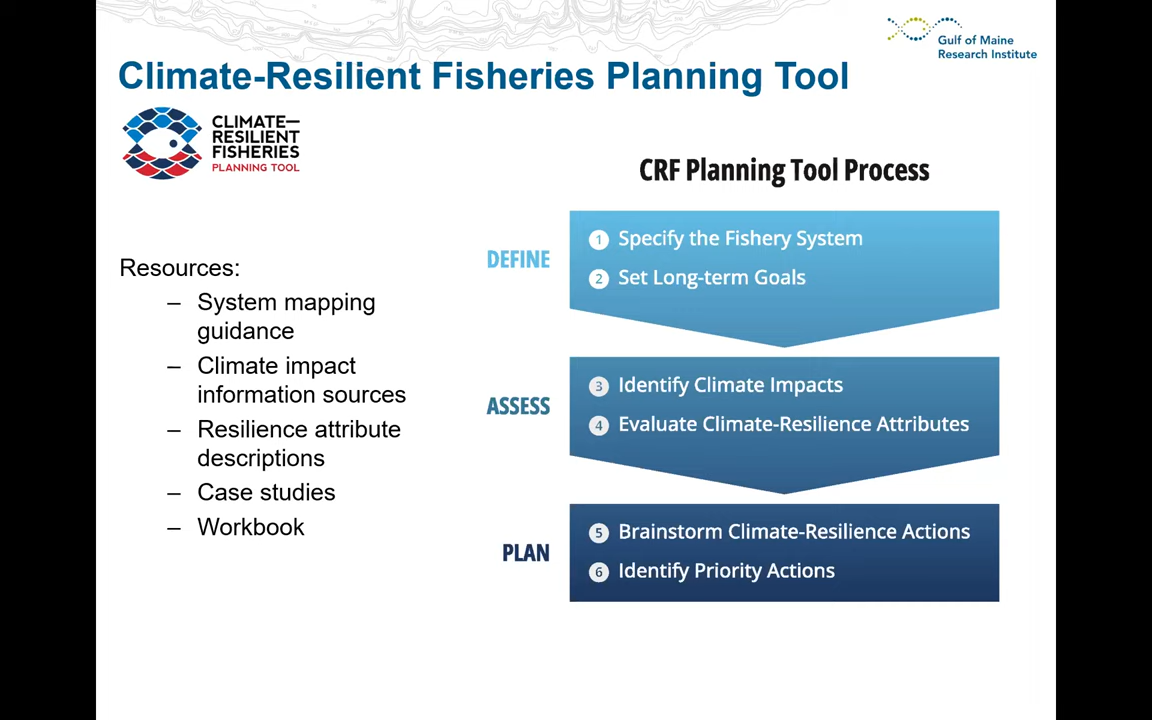 Gulf of Maine
Research Institute
Climate-Resilient Fisheries Planning Tool
CLIMATE—
RESILIENT
FISHERIES
PLANNING TOOL
Resources:
– System mapping
guidance
– Climate impact
information sources
– Resilience attribute
descriptions
– Case studies
– Workbook
CRF Planning Tool Process
DEFINE
1 Specify the Fishery System
2 Set Long-term Goals
ASSESS
3 Identify Climate Impacts
4 Evaluate Climate-Resilience Attributes
PLAN
5 Brainstorm Climate-Resilience Actions
6 Identify Priority Actions